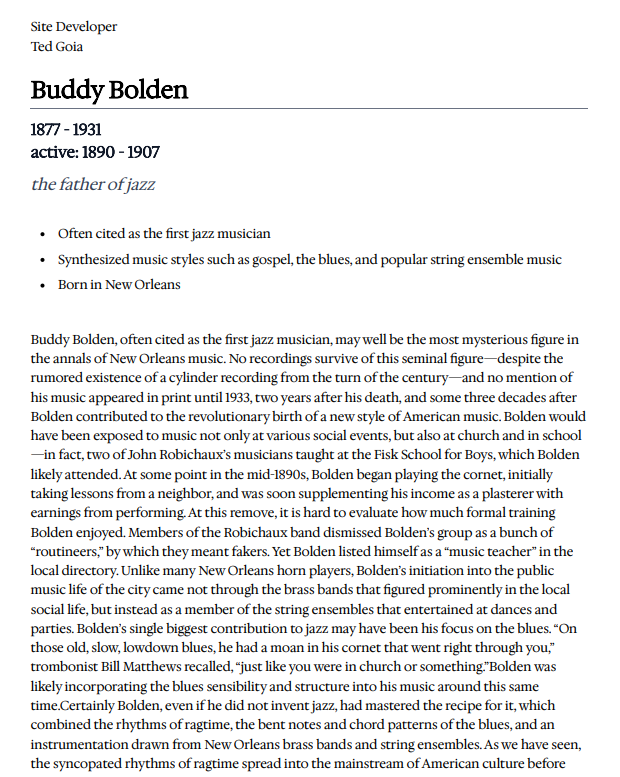 Site Developer
Ted Goia
Buddy Bolden
1877 - 1931
active: 1890 - 1907
the father of jazz
• Often cited as the first jazz musician
• Synthesized music styles such as gospel, the blues, and popular string ensemble music
• Born in New Orleans
Buddy Bolden, often cited as the first jazz musician, may well be the most mysterious figure in
the annals of New Orleans music. No recordings survive of this seminal figure—despite the
rumored existence of a cylinder recording from the turn of the century—and no mention of
his music appeared in print until 1933, two years after his death, and some three decades after
Bolden contributed to the revolutionary birth of a new style of American music. Bolden would
have been exposed to music not only at various social events, but also at church and in school
—in fact, two of John Robichaux's musicians taught at the Fisk School for Boys, which Bolden
likely attended. At some point in the mid-1890s, Bolden began playing the cornet, initially
taking lessons from a neighbor, and was soon supplementing his income as a plasterer with
earnings from performing. At this remove, it is hard to evaluate how much formal training
Bolden enjoyed. Members of the Robichaux band dismissed Bolden's group as a bunch of
“routineers,” by which they meant fakers. Yet Bolden listed himself as a “music teacher” in the
local directory. Unlike many New Orleans horn players, Bolden's initiation into the public
music life of the city came not through the brass bands that figured prominently in the local
social life, but instead as a member of the string ensembles that entertained at dances and
parties. Bolden's single biggest contribution to jazz may have been his focus on the blues. “On
those old, slow, lowdown blues, he had a moan in his cornet that went right through you,”
trombonist Bill Matthews recalled, “just like you were in church or something.”Bolden was
likely incorporating the blues sensibility and structure into his music around this same
time.Certainly Bolden, even if he did not invent jazz, had mastered the recipe for it, which
combined the rhythms of ragtime, the bent notes and chord patterns of the blues, and an
instrumentation drawn from New Orleans brass bands and string ensembles. As we have seen,
the syncopated rhythms of ragtime spread into the mainstream of American culture before